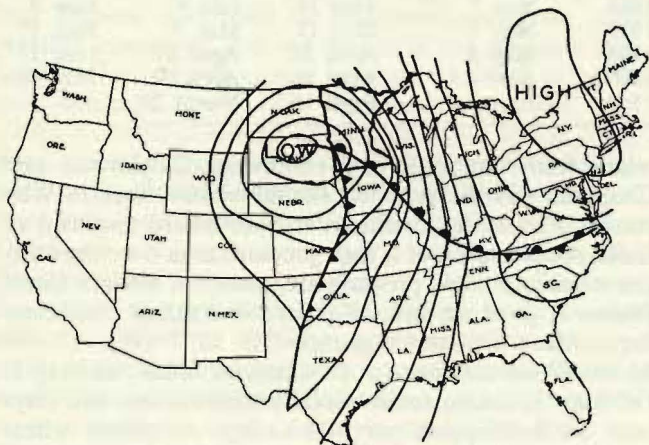 MAINE
HIGH
VT.
N.H.
WASH.
MONT.
N.DAK.
MINN.
WIS.
MICH.
N.Y.
MASS.
CT.
R.I.
ORE.
IDAHO
WYO.
LOW
IOWA
PA.
NEBR.
IND.
OHIO
MD.
DEL.
NEV
UTAH
COL.
KANS.
MO.
KY.
W.VA.
CAL.
ARIZ.
N.MEX.
OKLA.
ARK.
TENN.
S.C.
TEXAS
LA.
MISS.
ALA.
GA.
FLA.